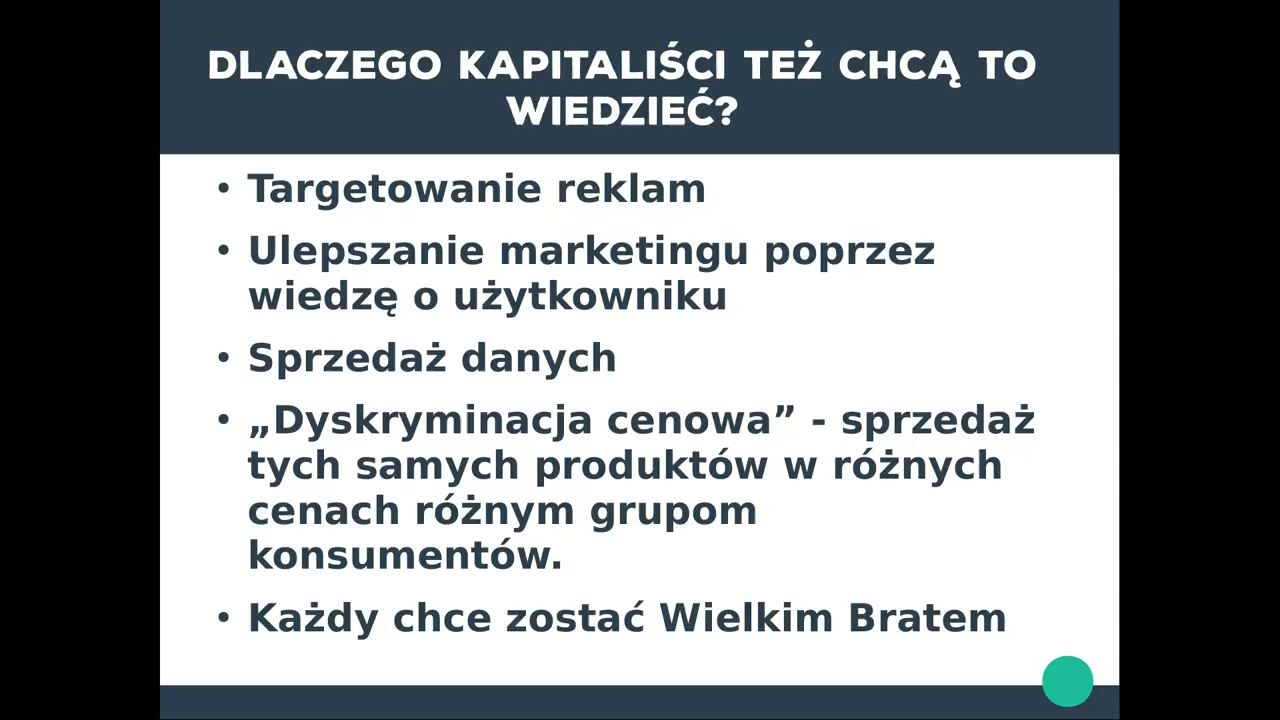 DLACZEGO KAPITALIŚCI TEŻ CHCĄ TO
WIEDZIEĆ?
• Targetowanie reklam
• Ulepszanie marketingu poprzez
wiedzę o użytkowniku
• Sprzedaż danych
• „Dyskryminacja cenowa” - sprzedaż
tych samych produktów w różnych
cenach różnym grupom
konsumentów.
• Każdy chce zostać Wielkim Bratem